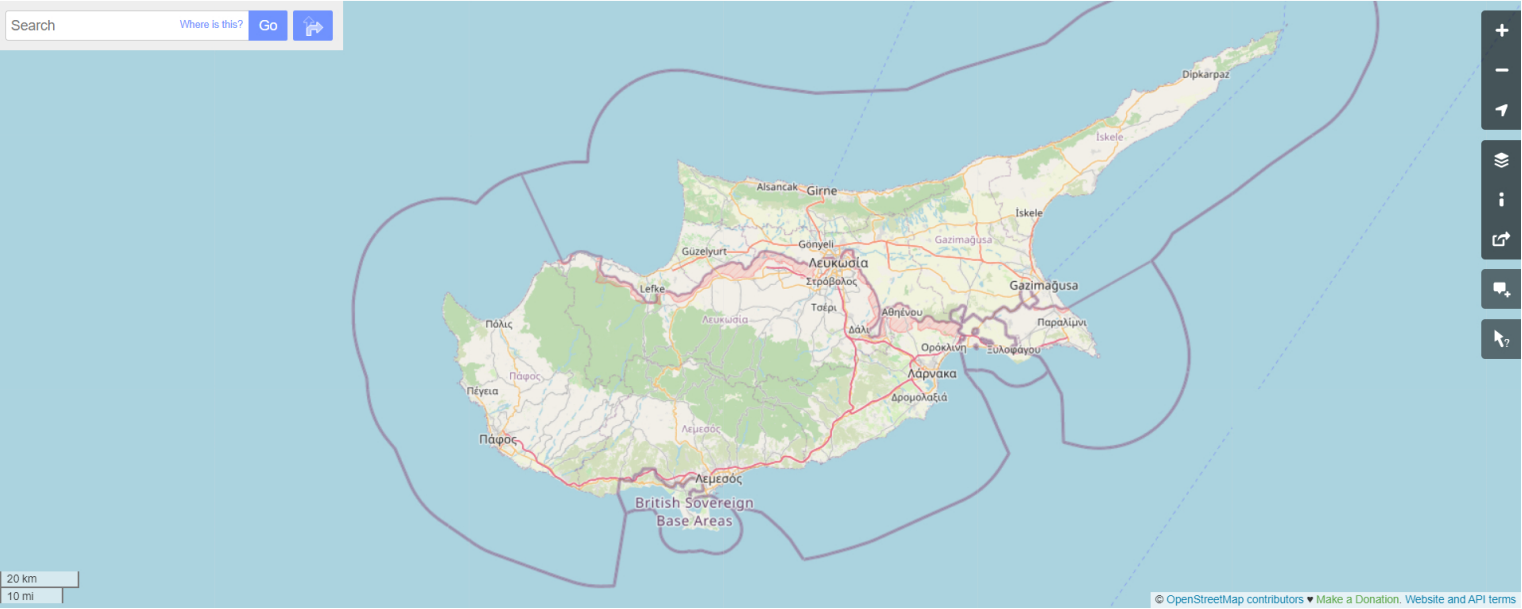 Search
Where is this?
Go
Dipkarpaz
İskele
Alsancak
Girne
İskele
Gönyeli
Gazimağusa
Güzelyurt
Λευκωσία
Στρόβολος
Lefke
Gazimağusa
Τσέρι
Αθηένου
Λευκωσία
Παραλίμνι
Πόλις
Δάλι
Ορόκλινη
Ξυλοφάγου
Λάρνακα
Πάφος
Πέγεια
Δρομολαξιά
Λεμεσός
Πάφος
Λεμεσός
British Sovereign
Base Areas
20 km
10 mi
© OpenStreetMap contributors ♥ Make a Donation. Website and API terms